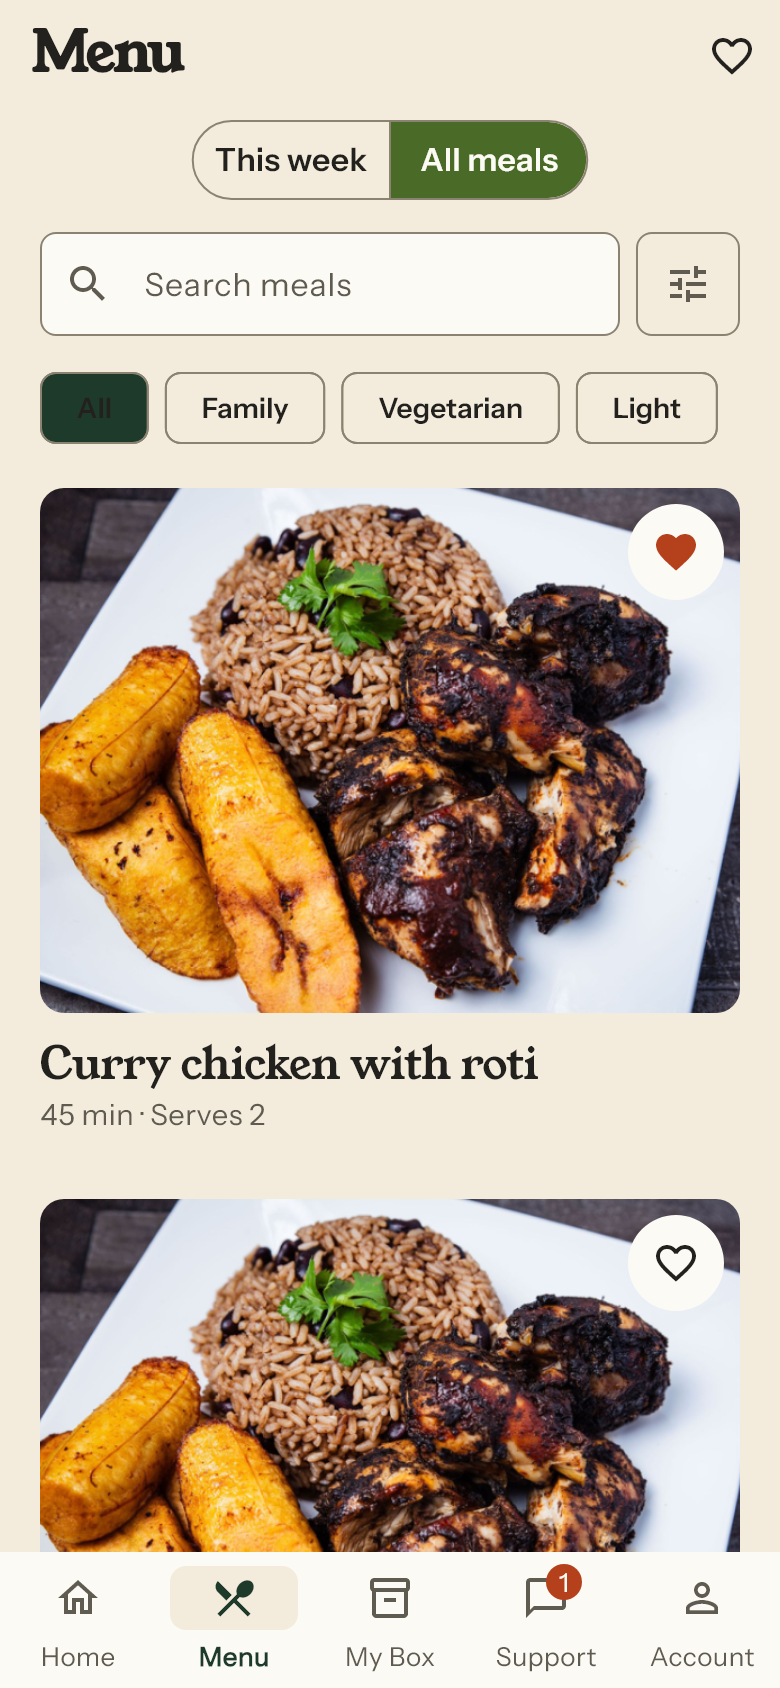 Menu
This week
All meals
Search meals
All
Family
Vegetarian
Light
Curry chicken with roti
45 min · Serves 2
1
Home
Menu
My Box
Support
Account